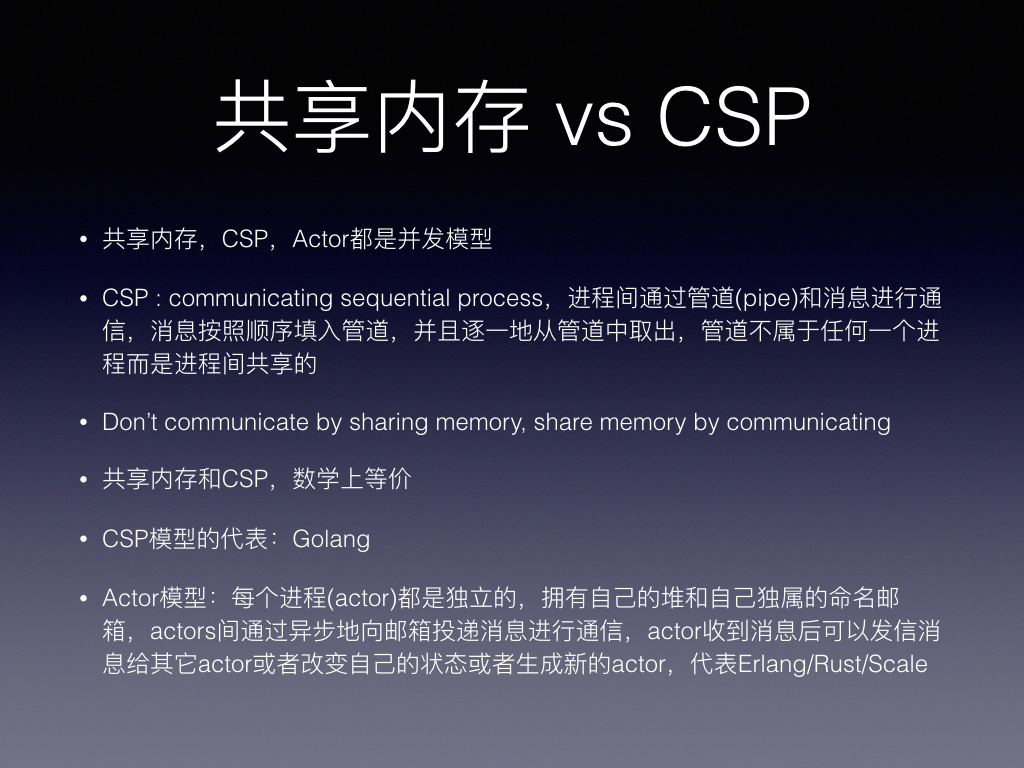 共享内存 vs CSP
• 共享内存，CSP，Actor都是并发模型
• CSP : communicating sequential process，进程间通过管道(pipe)和消息进行通
信，消息按照顺序填入管道，并且逐一地从管道中取出，管道不属于任何一个进
程而是进程间共享的
• Don’t communicate by sharing memory, share memory by communicating
• 共享内存和CSP，数学上等价
• CSP模型的代表：Golang
• Actor模型：每个进程(actor)都是独立的，拥有自己的堆和自己独属的命名邮
箱，actors间通过异步地向邮箱投递消息进行通信，actor收到消息后可以发信消
息给其它actor或者改变自己的状态或者生成新的actor，代表Erlang/Rust/Scale